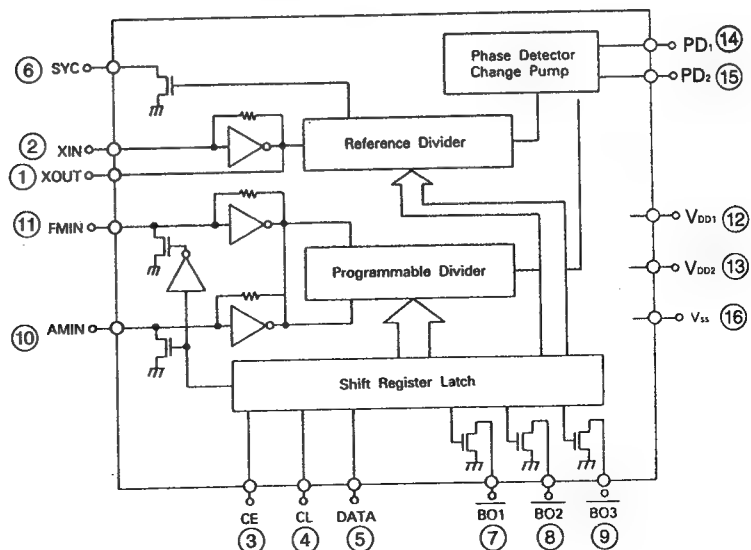 ⑥ SYC
Phase Detector
Change Pump
PD₁ ⑭
PD₂ ⑮
② XIN
Reference Divider
① XOUT
⑪ FMIN
VDD1 ⑫
Programmable Divider
VDD2 ⑬
⑩ AMIN
Vss ⑯
Shift Register Latch
CE
CL
DATA
BO1
BO2
BO3
③
④
⑤
⑦
⑧
⑨